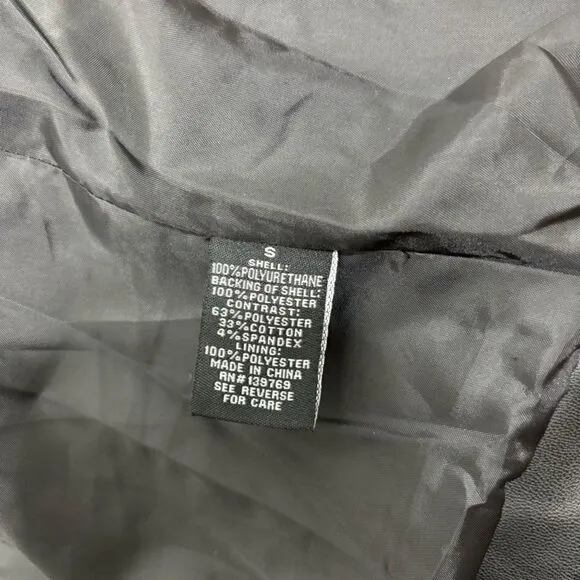 S
SHELL:
100%POLYURETHANE
BACKING OF SHELL:
100%POLYESTER
CONTRAST:
63%POLYESTER
33%COTTON
4%SPANDEX
LINING:
100%POLYESTER
MADE IN CHINA
RN#139769
SEE REVERSE
FOR CARE